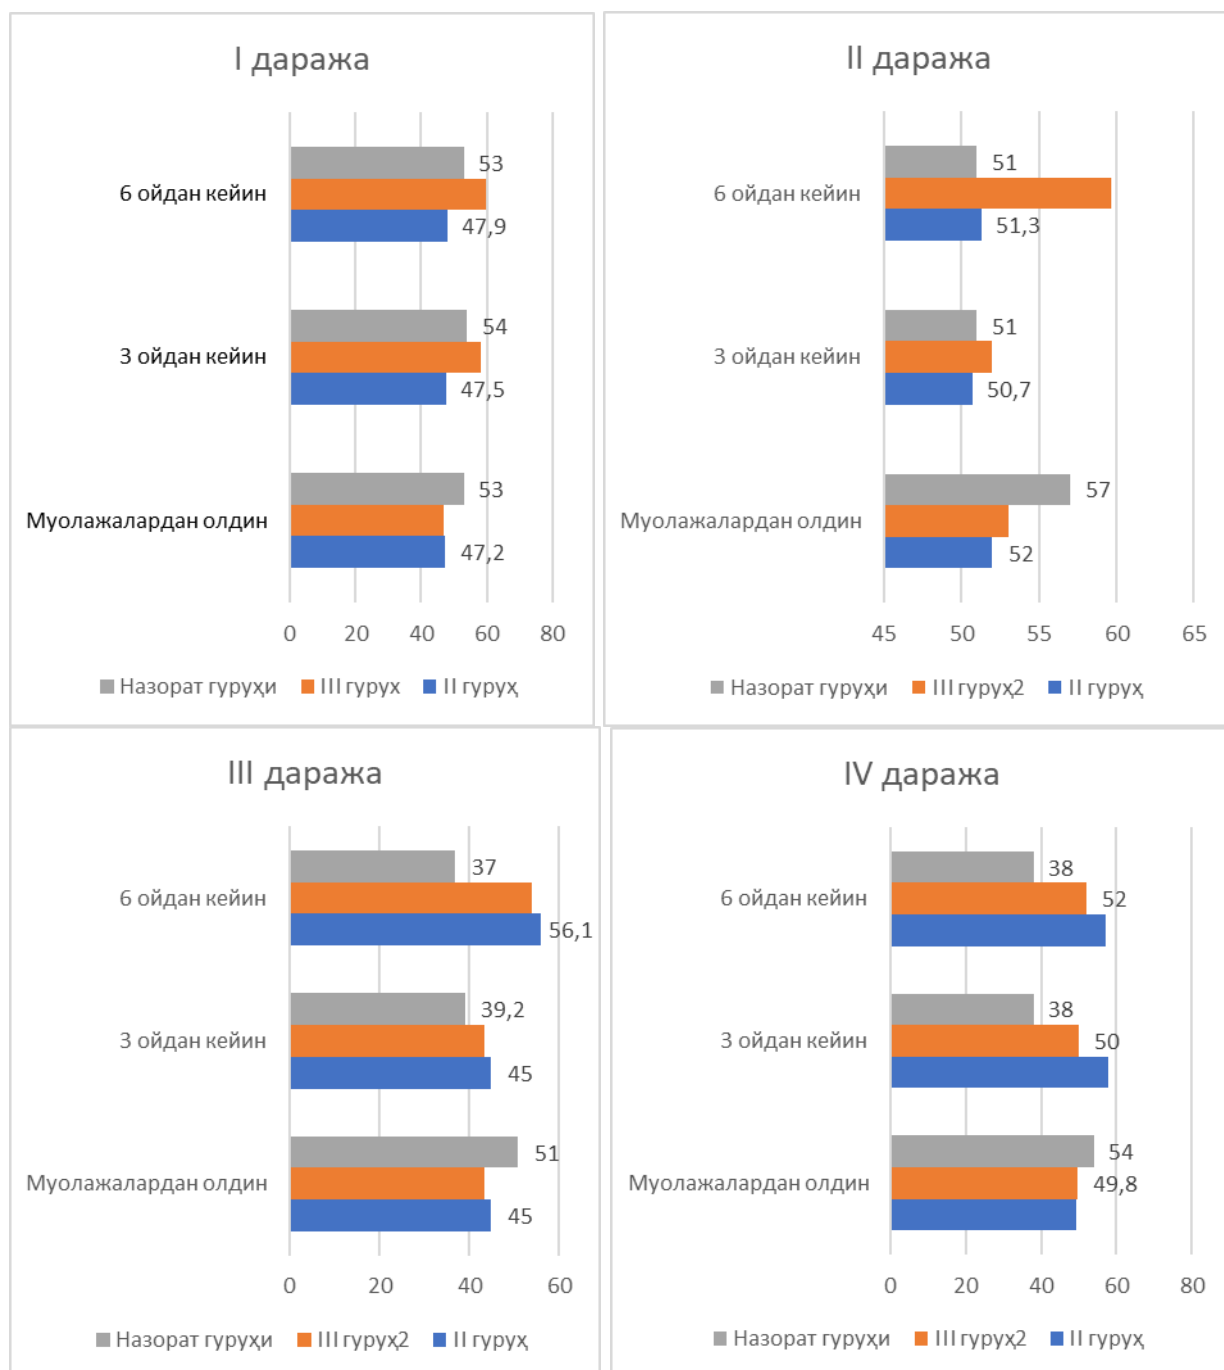 I даража
0 20 40 60 80
6 ойдан кейин
53
47,9
3 ойдан кейин
54
47,5
Муолажалардан олдин
53
47,2
Назорат гуруҳи III гурух II гуруҳ
II даража
6 ойдан кейин
51
51,3
3 ойдан кейин
51
50,7
Муолажалардан олдин
57
52
45 50 55 60 65
Назорат гуруҳи III гуруҳ2 II гуруҳ
III даража
6 ойдан кейин
37
56,1
3 ойдан кейин
39,2
45
Муолажалардан олдин
51
45
0 20 40 60
Назорат гуруҳи III гуруҳ2 II гуруҳ
IV даража
6 ойдан кейин
38
52
3 ойдан кейин
38
50
Муолажалардан олдин
54
49,8
0 20 40 60 80
Назорат гуруҳи III гуруҳ2 II гуруҳ